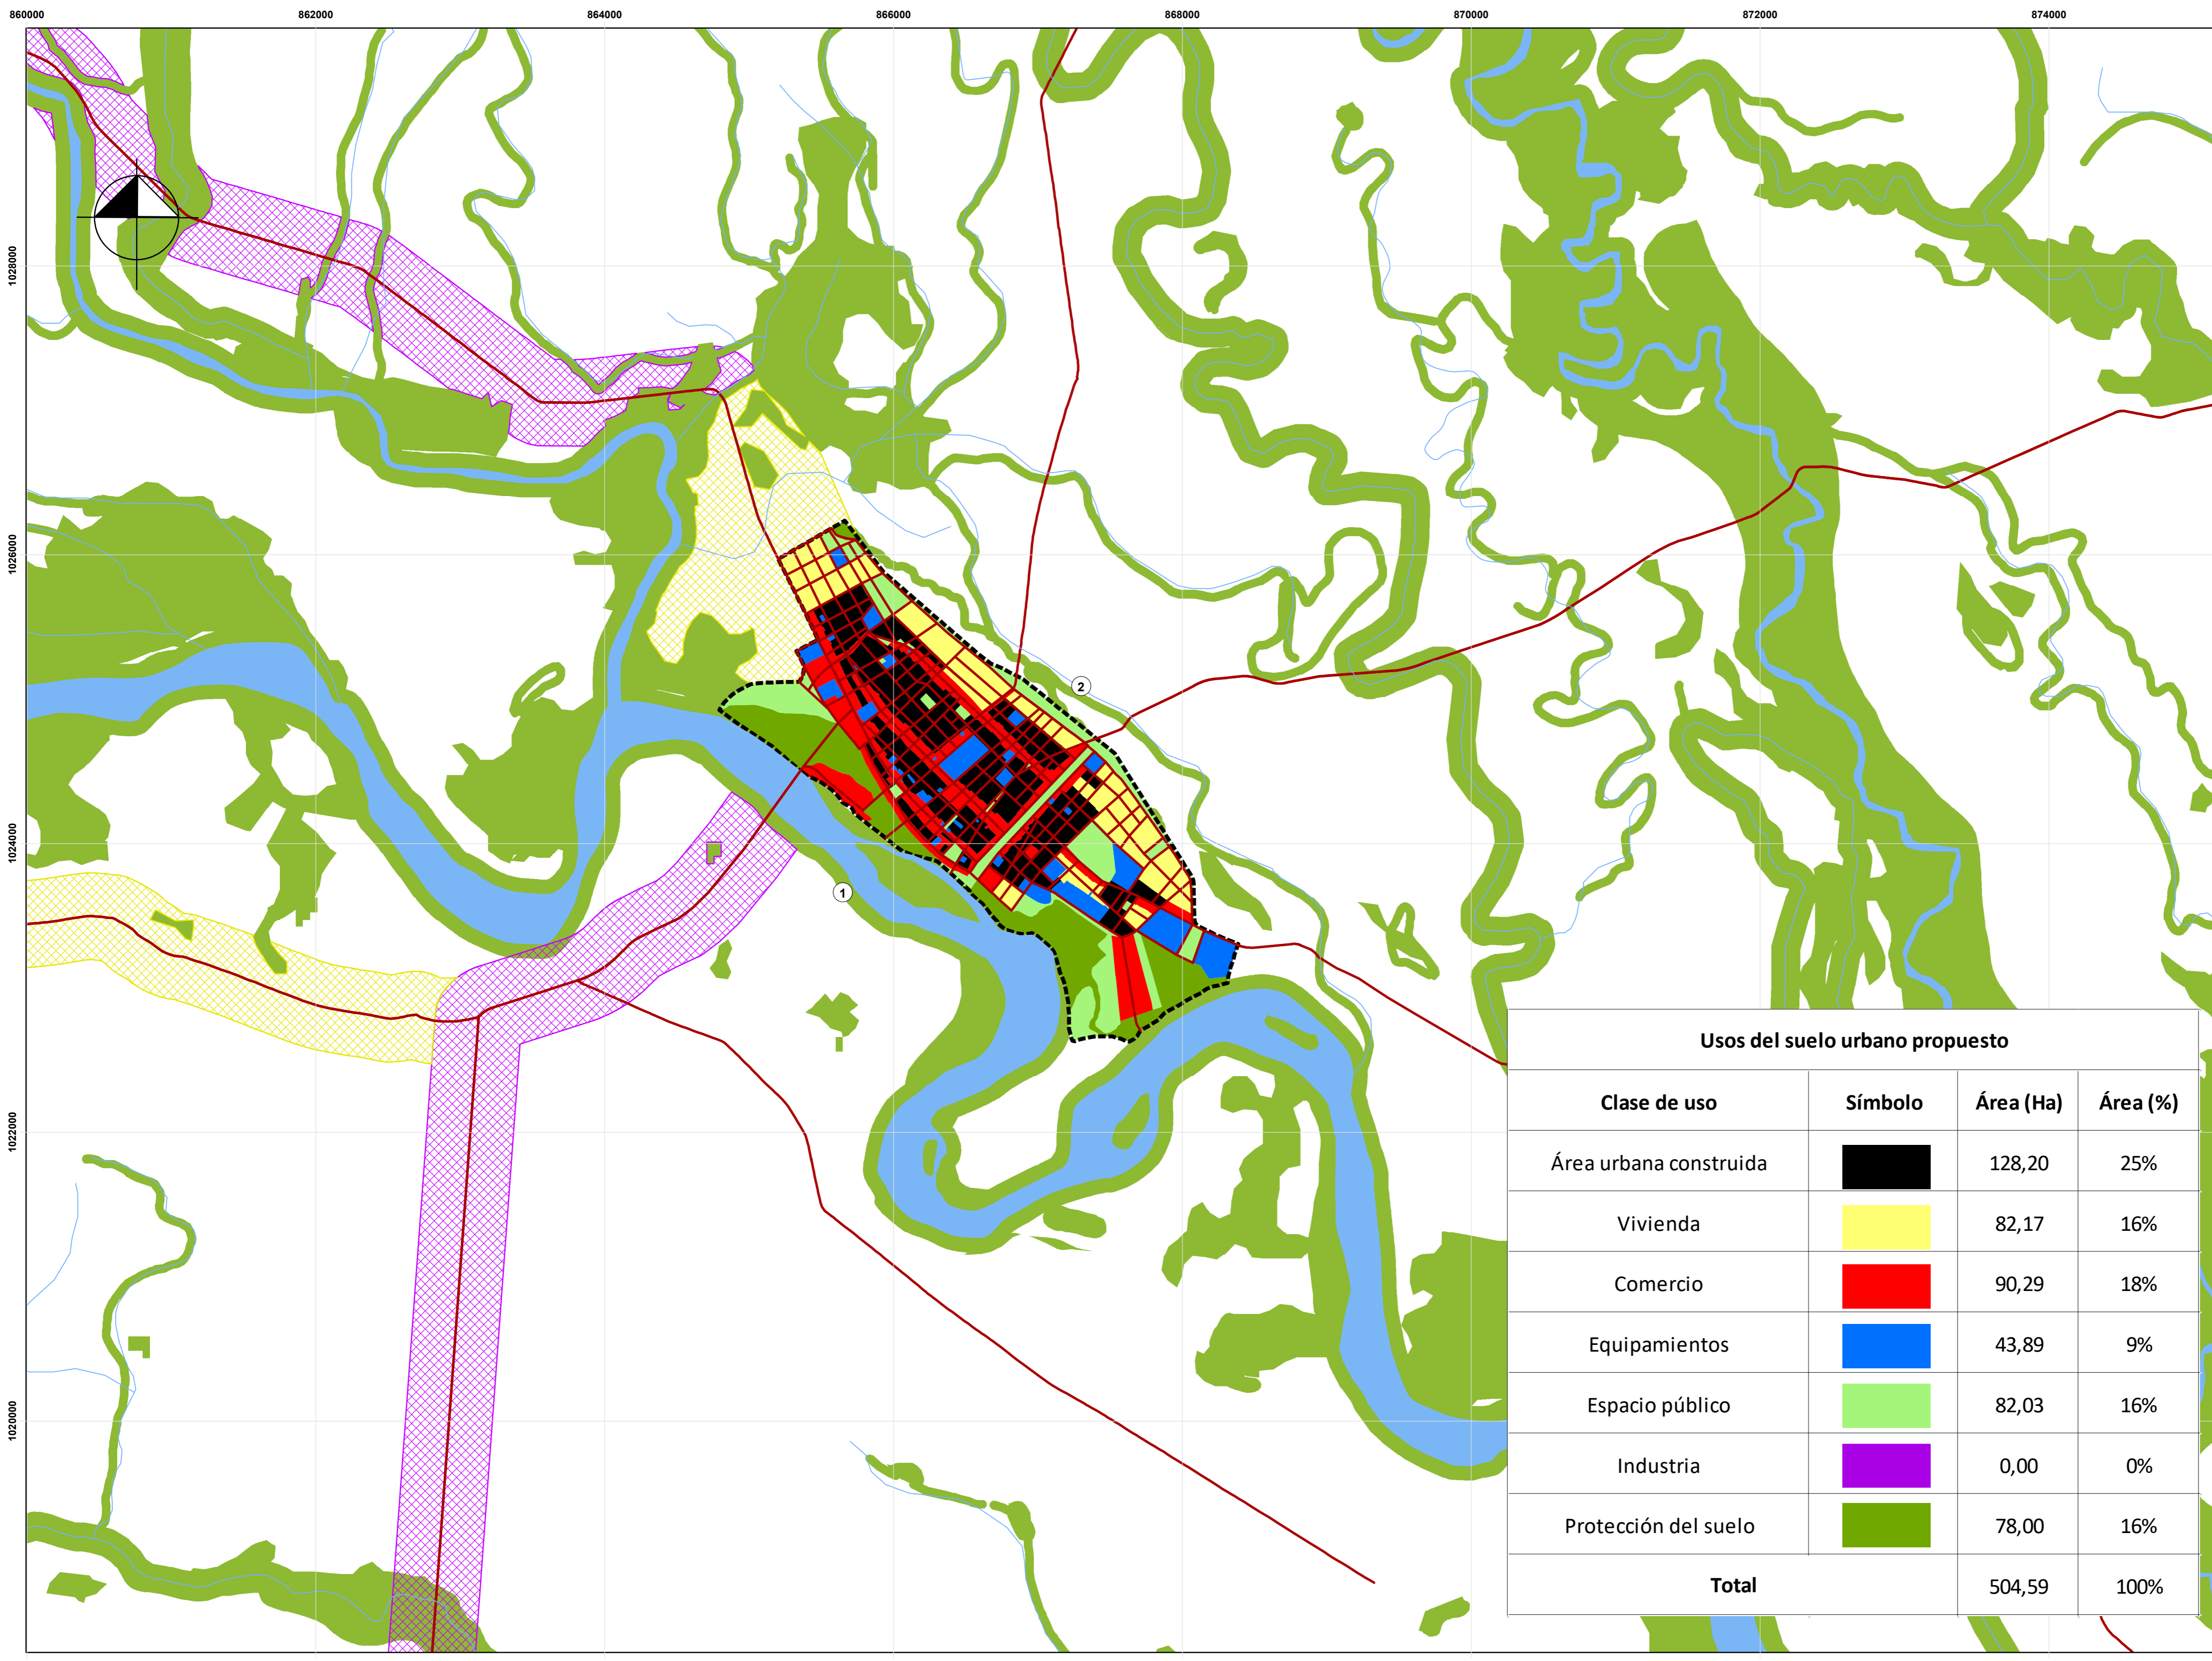 860000 862000 864000 866000 868000 870000 872000 874000
1028000
1026000
1024000
1022000
1020000
2
1
Usos del suelo urbano propuesto
Clase de uso Símbolo Área (Ha) Área (%)
Área urbana construida 128,20 25%
Vivienda 82,17 16%
Comercio 90,29 18%
Equipamientos 43,89 9%
Espacio público 82,03 16%
Industria 0,00 0%
Protección del suelo 78,00 16%
Total 504,59 100%